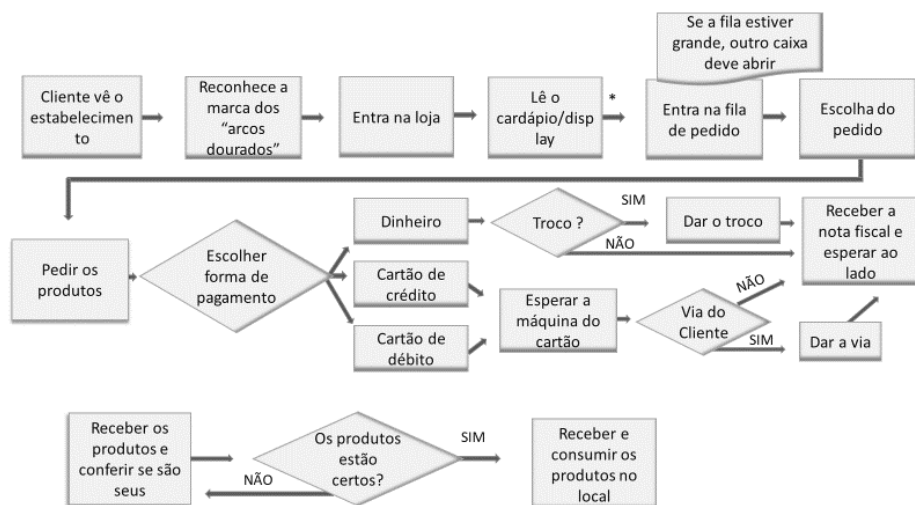 Se a fila estiver
grande, outro caixa
deve abrir
Cliente vê o
estabelecimen
to
Reconhece a
marca dos
“arcos
dourados”
Entra na loja
Lê o
cardápio/disp
lay
*
Entra na fila
de pedido
Escolha do
pedido
Pedir os
produtos
Escolher
forma de
pagamento
Dinheiro
Troco ?
SIM
NÃO
Dar o troco
Receber a
nota fiscal e
esperar ao
lado
Cartão de
crédito
Cartão de
débito
Esperar a
máquina do
cartão
Via do
Cliente
NÃO
SIM
Dar a via
Receber os
produtos e
conferir se são
seus
Os produtos
estão
certos?
SIM
NÃO
Receber e
consumir os
produtos no
local